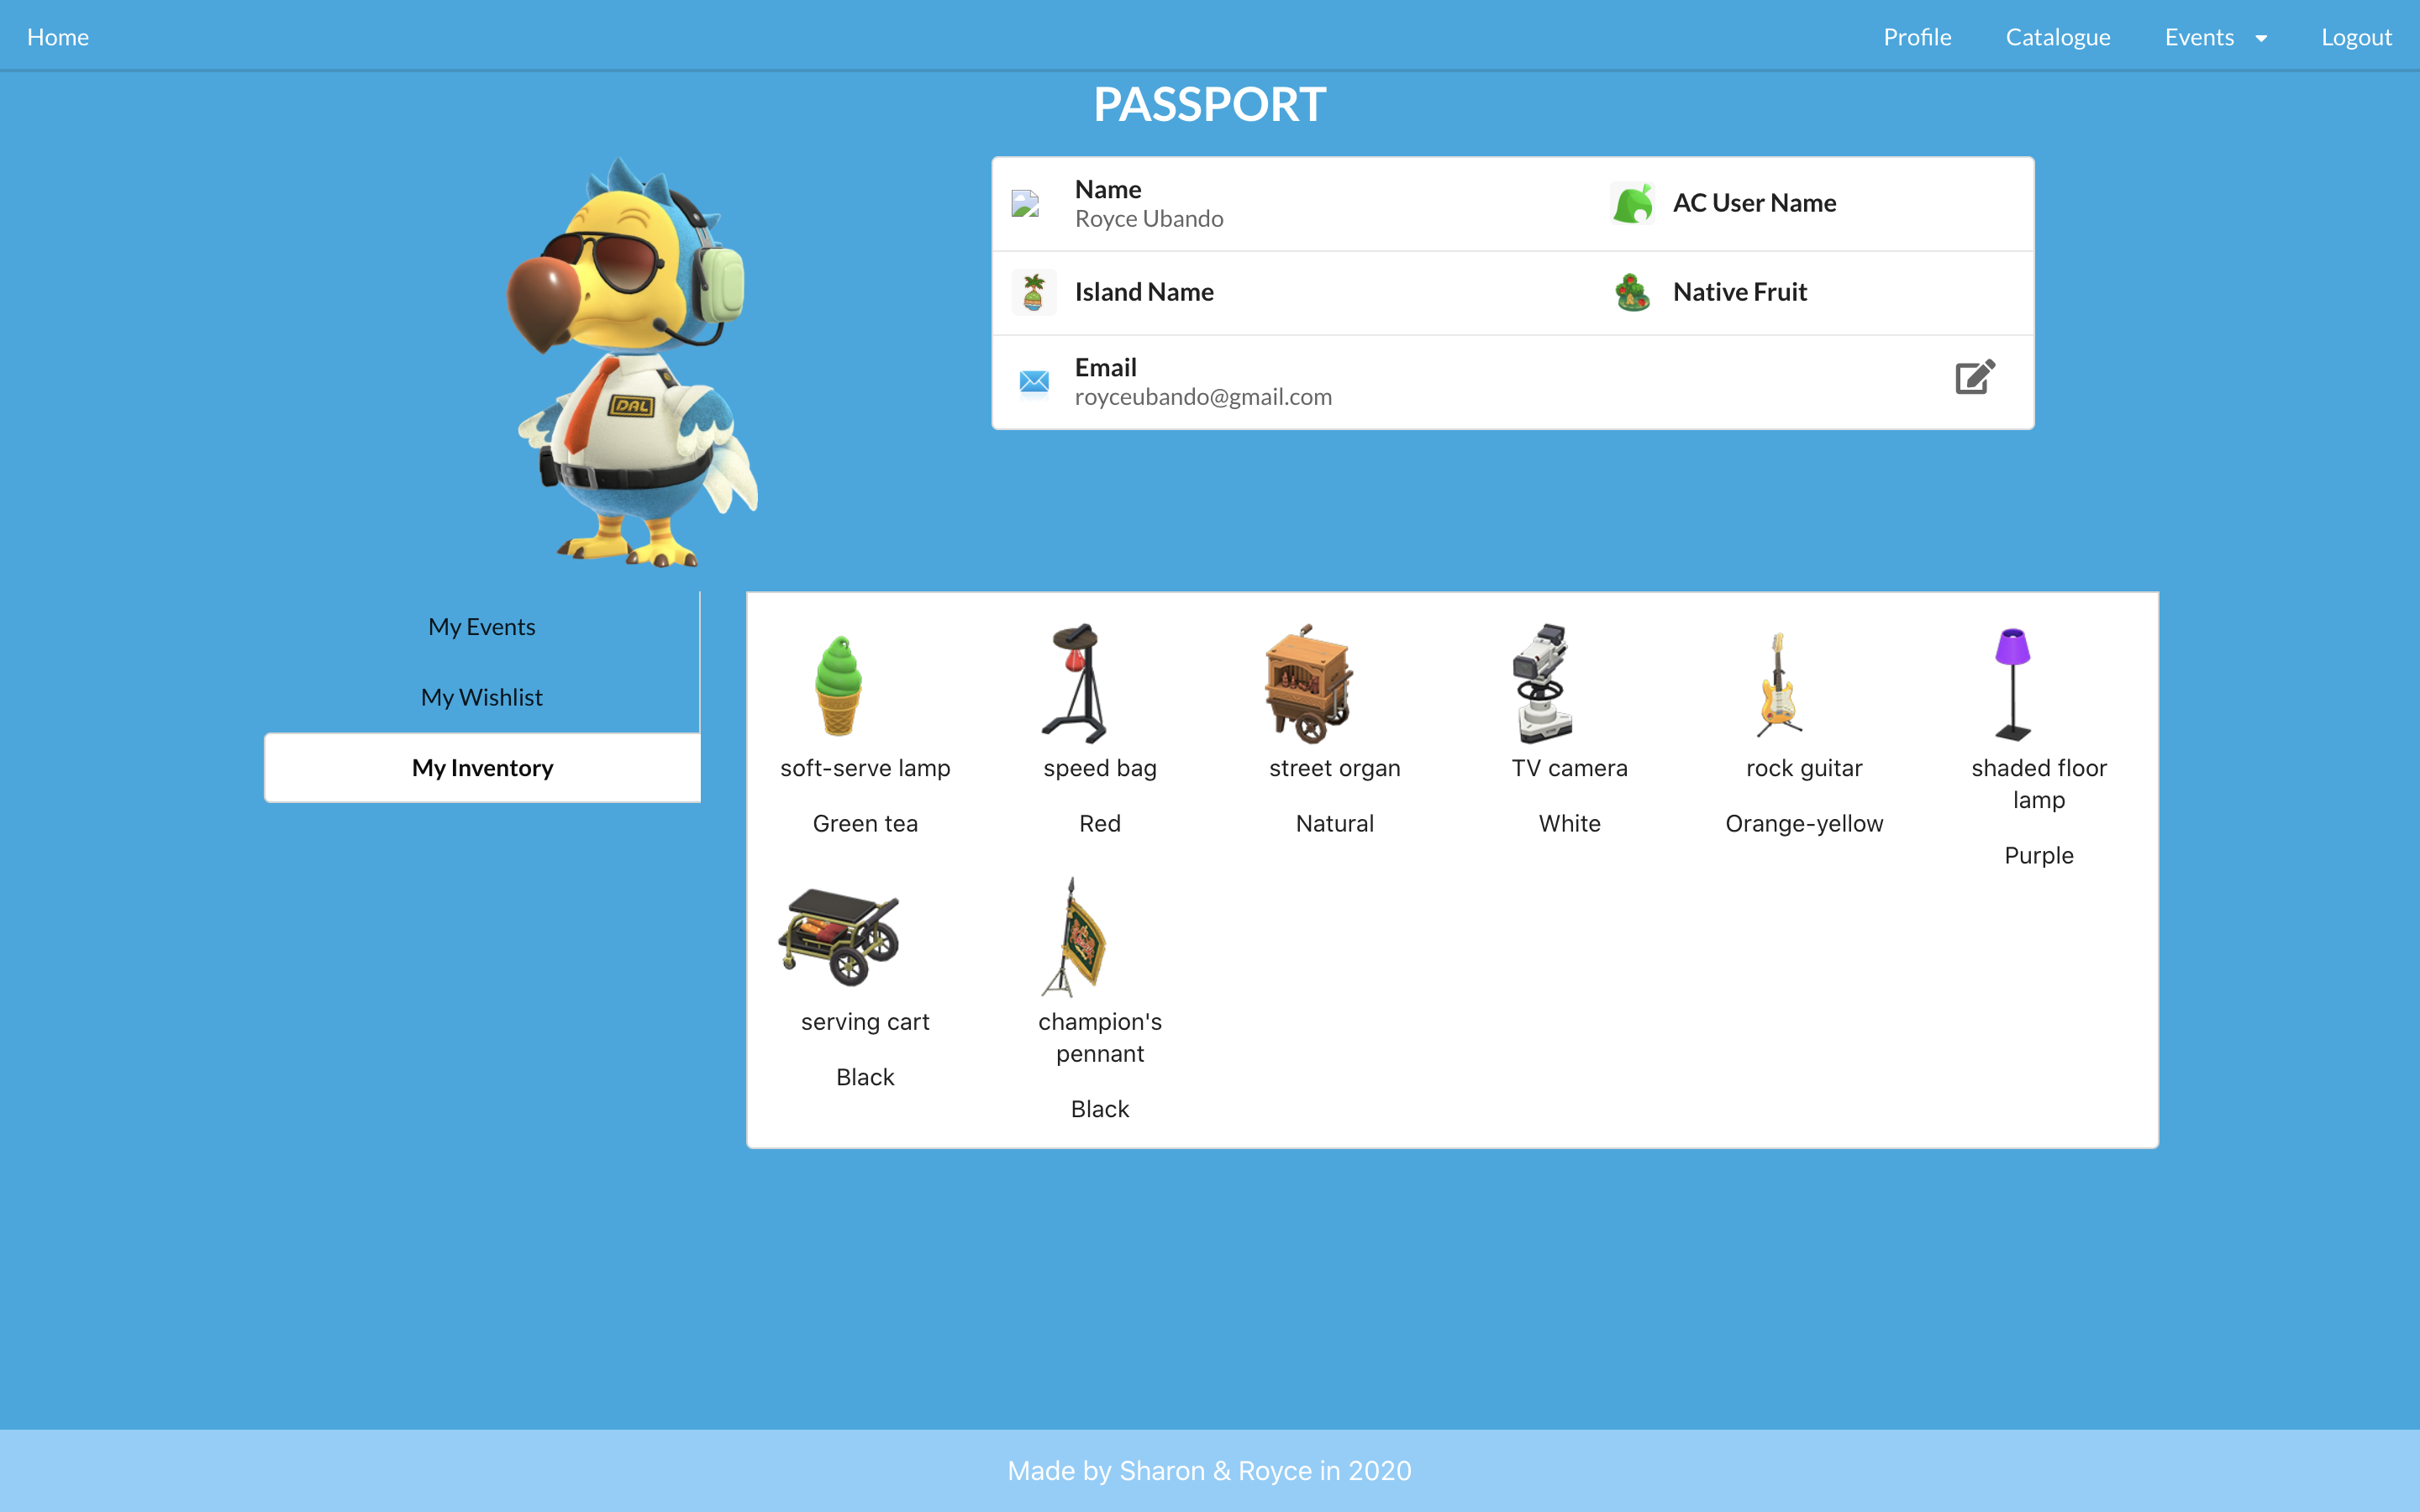 Home
Profile
Catalogue
Events
Logout
PASSPORT
Name
Royce Ubando
AC User Name
Island Name
Native Fruit
Email
royceubando@gmail.com
DAL
My Events
My Wishlist
My Inventory
soft-serve lamp
Green tea
speed bag
Red
street organ
Natural
TV camera
White
rock guitar
Orange-yellow
shaded floor
lamp
Purple
serving cart
Black
champion's
pennant
Black
Made by Sharon & Royce in 2020